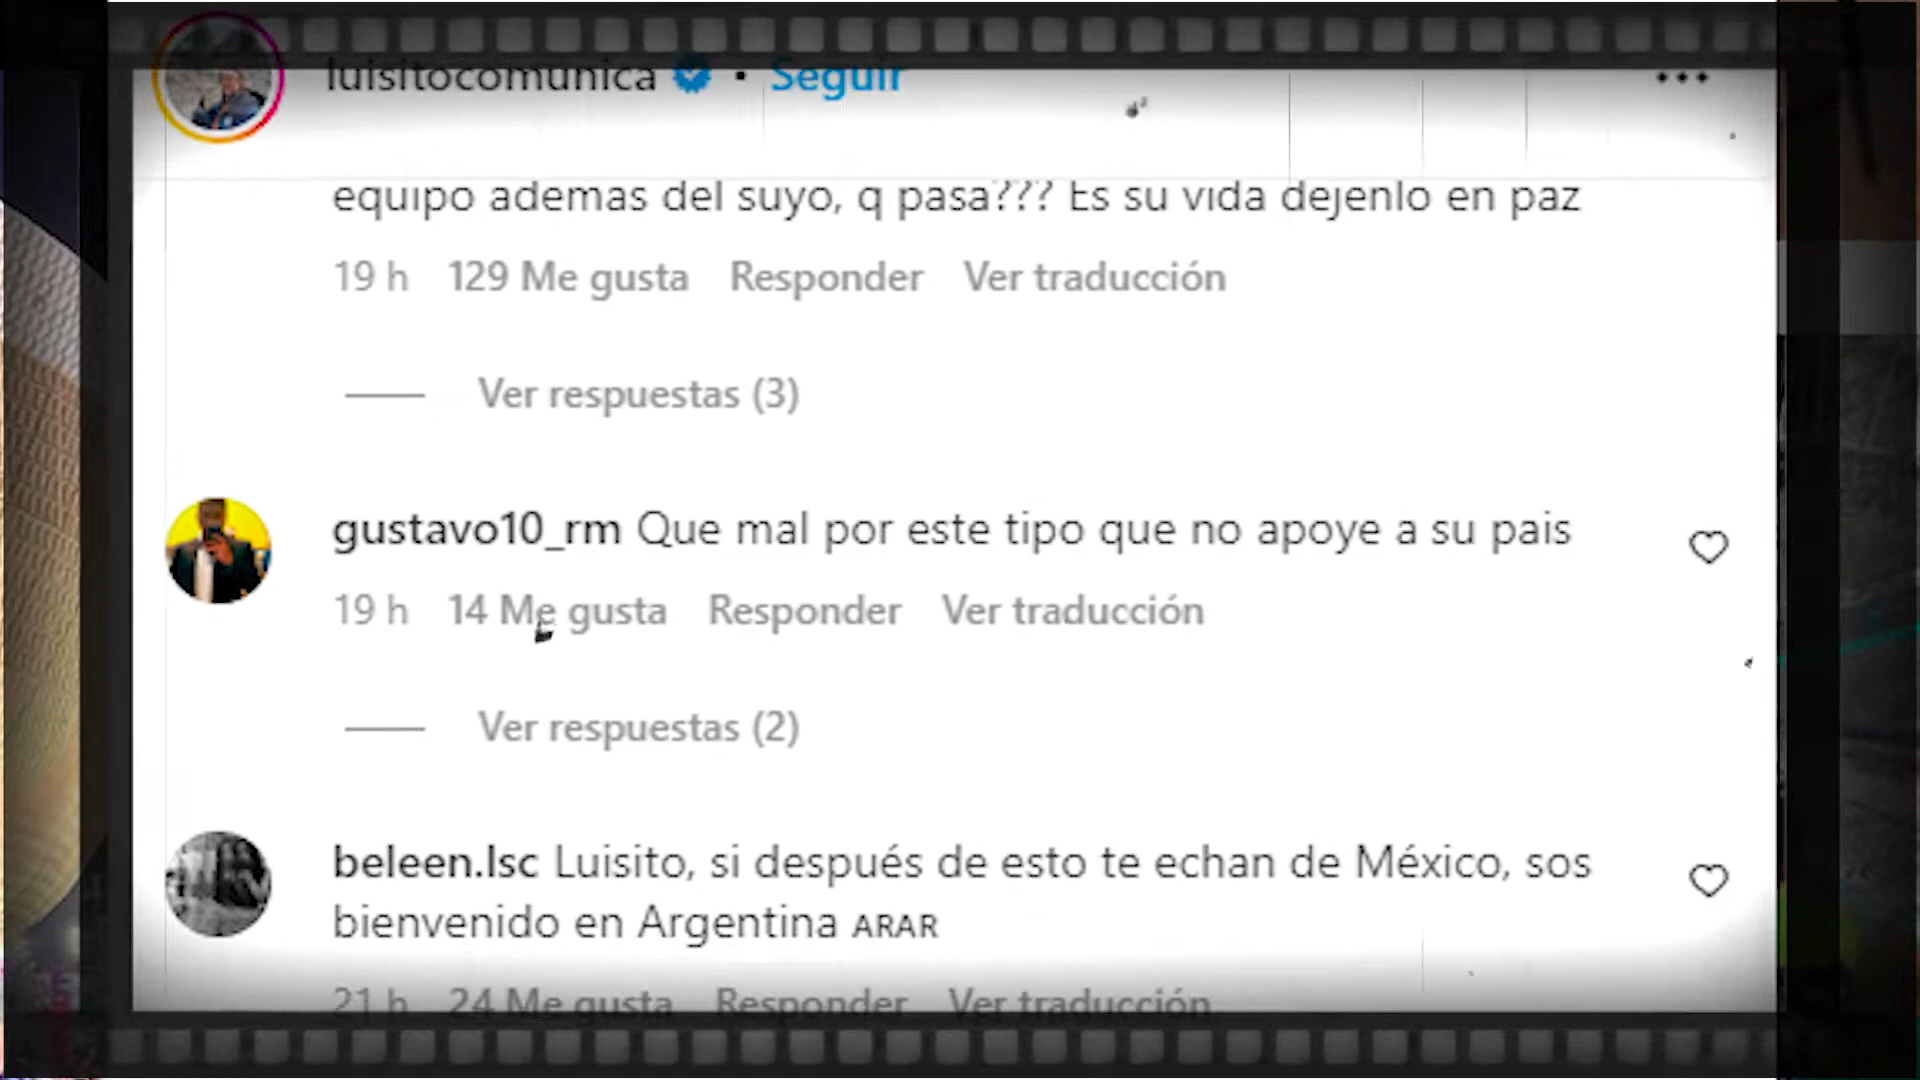 luisitocomunica • Seguir
equipo ademas del suyo, q pasa??? Es su vida dejenlo en paz
19 h 129 Me gusta Responder Ver traducción
Ver respuestas (3)
gustavo10_rm Que mal por este tipo que no apoye a su pais
19 h 14 Me gusta Responder Ver traducción
Ver respuestas (2)
beleen.lsc Luisito, si después de esto te echan de México, sos
bienvenido en Argentina ARAR
21 h 24 Me gusta Responder Ver traducción